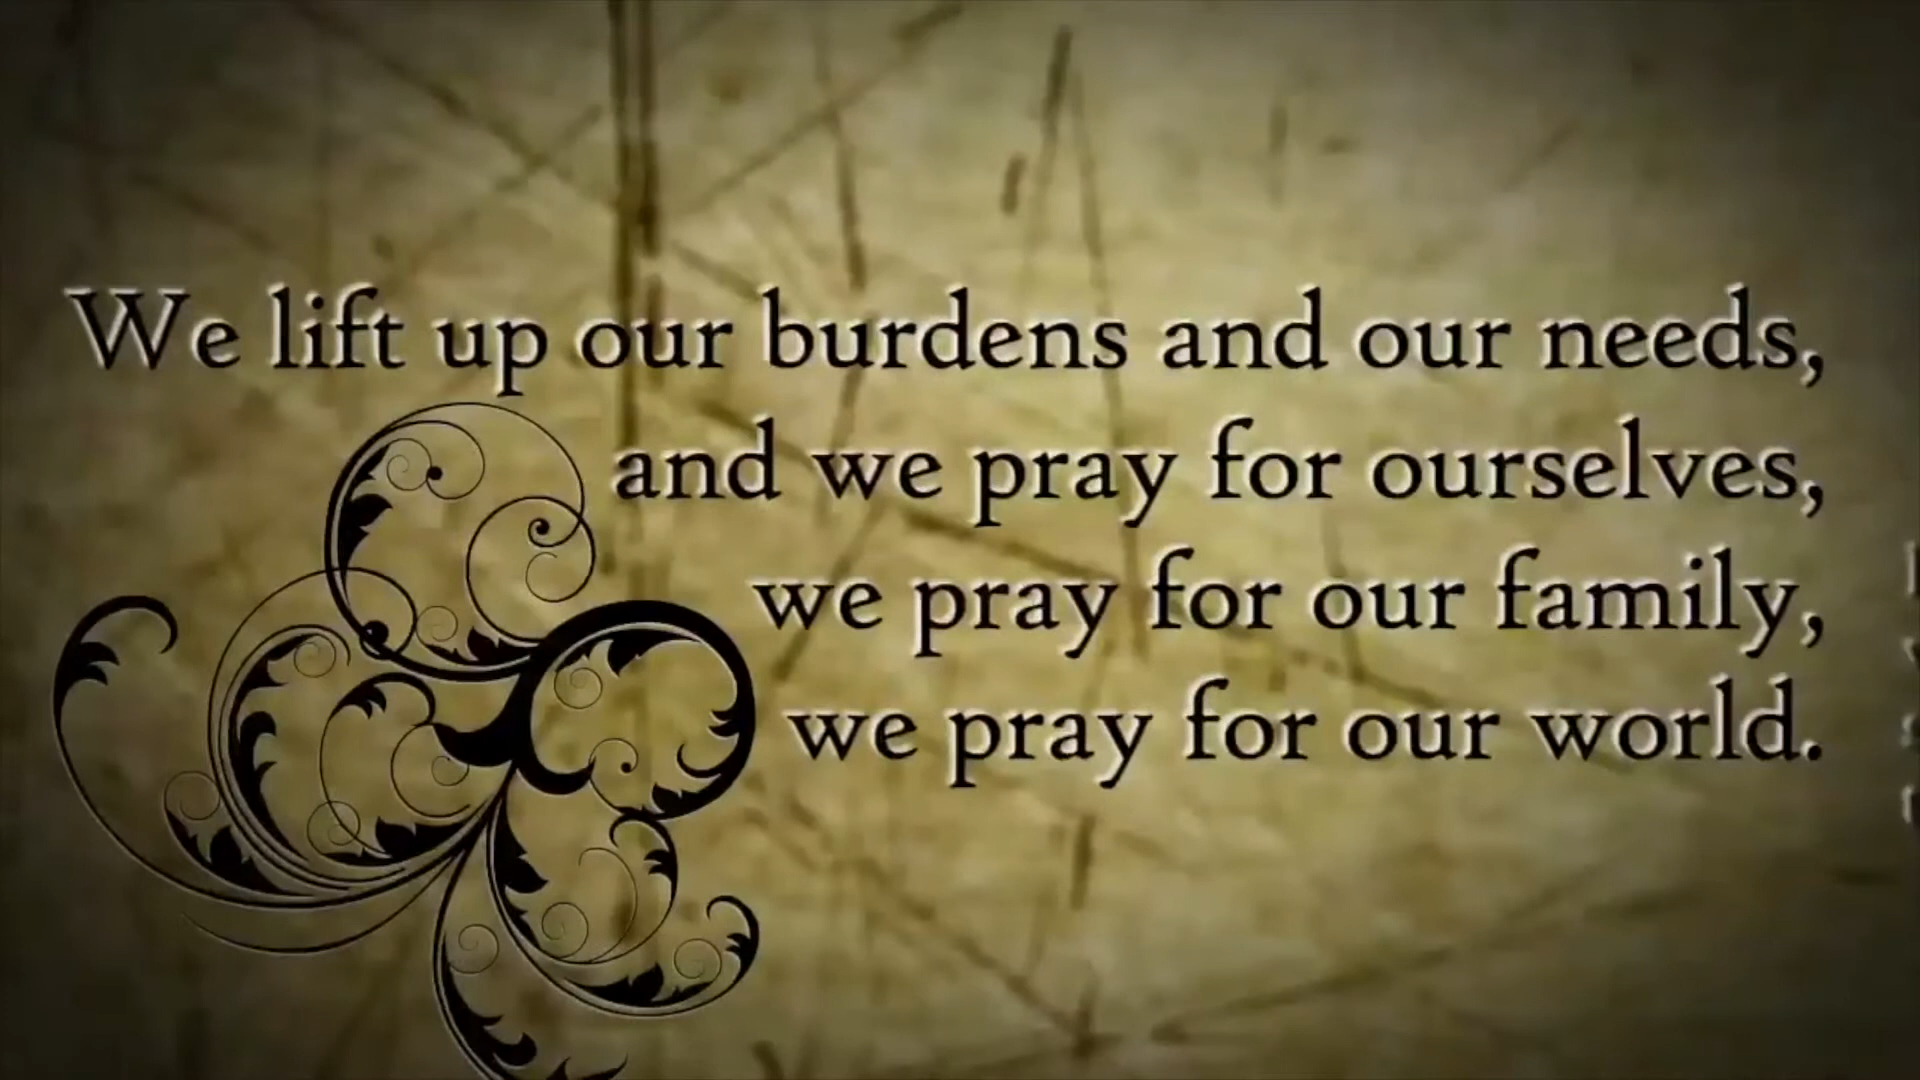 We lift up our burdens and our needs,
and we pray for ourselves,
we pray for our family,
we pray for our world.